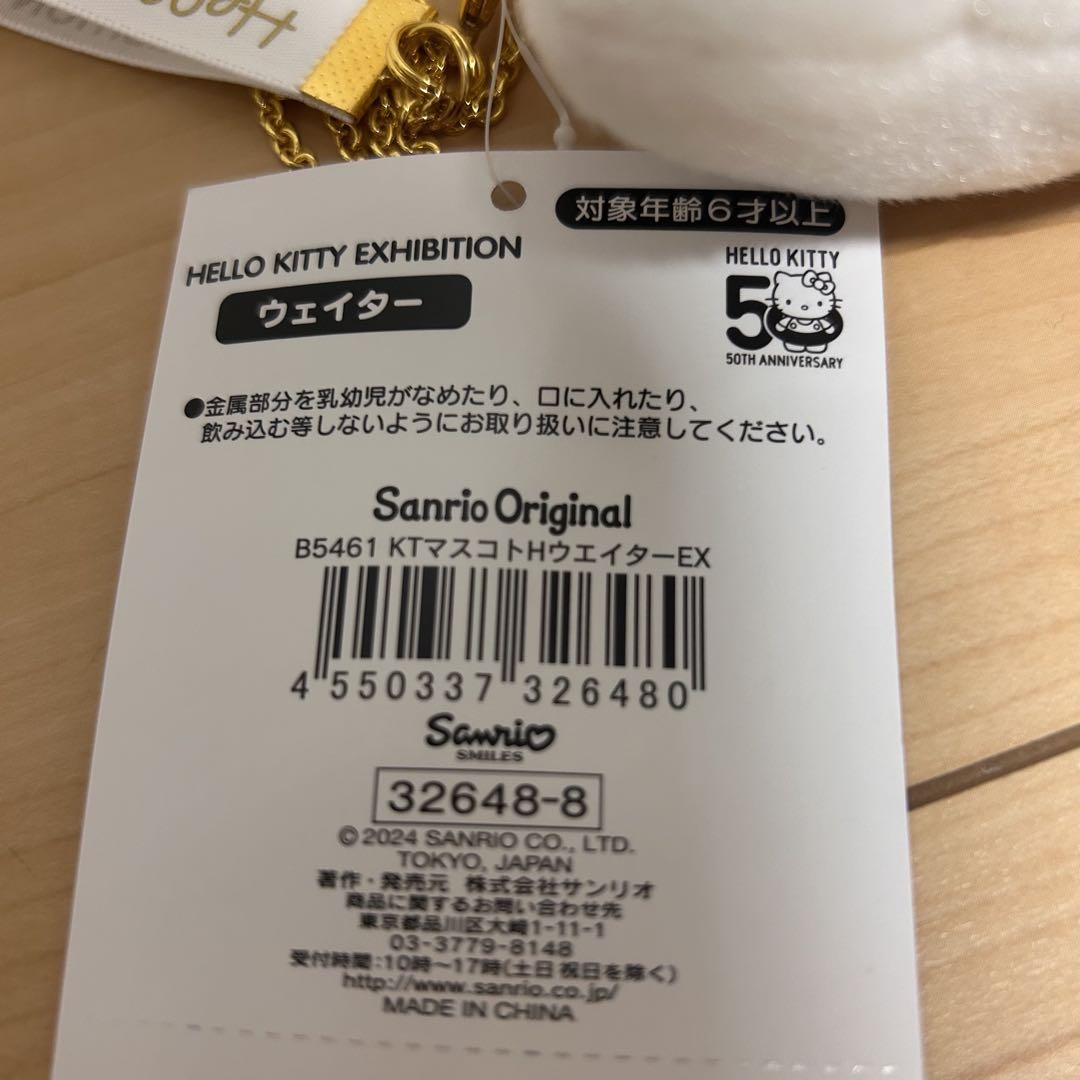 対象年齢6才以上
HELLO KITTY EXHIBITION
ウェイター
HELLO KITTY
50
50TH ANNIVERSARY
●金属部分を乳幼児がなめたり、口に入れたり、
飲み込む等しないようにお取り扱いに注意してください。
Sanrio Original
B5461 KTマスコトHウエイターEX
4 550337 326480
Sanrio
SMILES
32648-8
© 2024 SANRIO CO., LTD.
TOKYO, JAPAN
著作・発売元 株式会社サンリオ
商品に関するお問い合わせ先
東京都品川区大崎1-11-1
03-3779-8148
受付時間:10時〜17時(土日祝日を除く)
http://www.sanrio.co.jp/
MADE IN CHINA